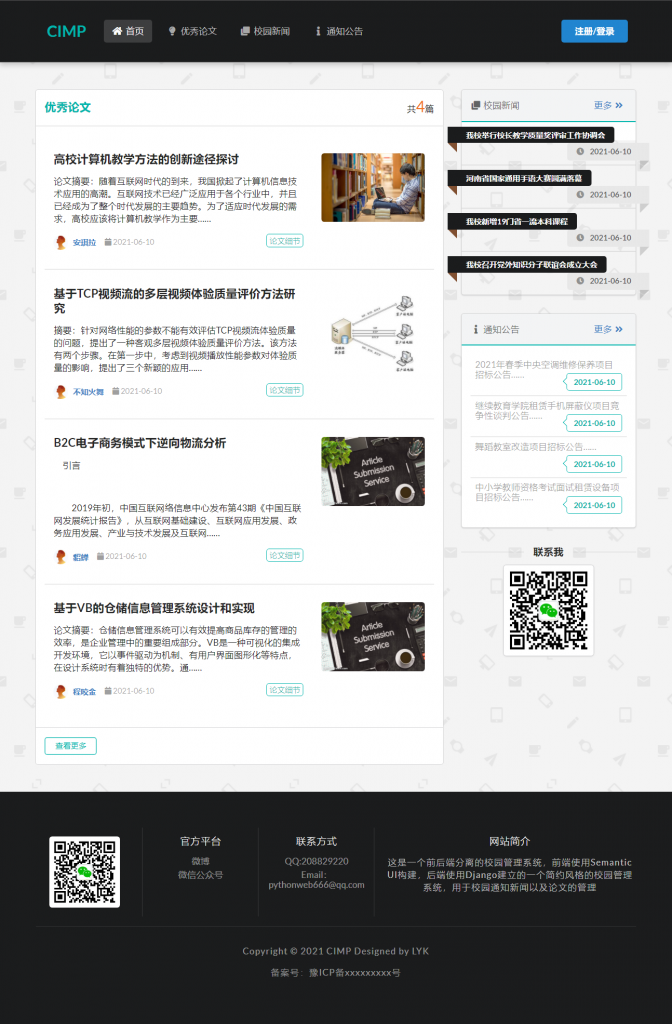 CIMP 首页 优秀论文 校园新闻 通知公告 注册/登录
优秀论文 共4篇
高校计算机教学方法的创新途径探讨
论文摘要：随着互联网时代的到来，我国掀起了计算机信息技
术应用的高潮。互联网技术已经广泛应用于各个行业中，并且
已经成为了整个时代发展的主要趋势。为了适应时代发展的需
求，高校应该将计算机教学作为主要......
安琪拉 2021-06-10 论文细节
基于TCP视频流的多层视频体验质量评价方法研
究
摘要：针对网络性能的参数不能有效评估TCP视频流体验质量
的问题，提出了一种客观多层视频体验质量评价方法。该方法
有两个步骤。在第一步中，考虑到视频播放性能参数对体验质
量的影响，提出了三个新颖的应用......
不知火舞 2021-06-10 论文细节
B2C电子商务模式下逆向物流分析
引言
2019年初，中国互联网络信息中心发布第43期《中国互联
网发展统计报告》，从互联网基础建设、互联网应用发展、政
务应用发展、产业与技术发展及互联网......
貂蝉 2021-06-10 论文细节
Article
Submission
Service
基于VB的仓储信息管理系统设计和实现
论文摘要：仓储信息管理系统可以有效提高商品库存的管理的
效率，是企业管理中的重要组成部分。VB是一种可视化的集成
开发环境，它以事件驱动为机制、有用户界面图形化等特点，
在设计系统时有着独特的优势。通......
程咬金 2021-06-10 论文细节
Article
Submission
Service
查看更多
校园新闻 更多
我校举行校长教学质量奖评审工作协调会
2021-06-10
河南省国家通用手语大赛圆满落幕
2021-06-10
我校新增19门省一流本科课程
2021-06-10
我校召开党外知识分子联谊会成立大会
2021-06-10
通知公告 更多
2021年春季中央空调维修保养项目
招标公告......
2021-06-10
继续教育学院租赁手机屏蔽仪项目竞
争性谈判公告......
2021-06-10
舞蹈教室改造项目招标公告......
2021-06-10
中小学教师资格考试面试租赁设备项
目招标公告......
2021-06-10
联系我
官方平台
微博
微信公众号
联系方式
QQ:208829220
Email：
pythonweb666@qq.com
网站简介
这是一个前后端分离的校园管理系统，前端使用Semantic
UI构建，后端使用Django建立的一个简约风格的校园管理
系统，用于校园通知新闻以及论文的管理
Copyright © 2021 CIMP Designed by LYK
备案号：豫ICP备xxxxxxxxx号